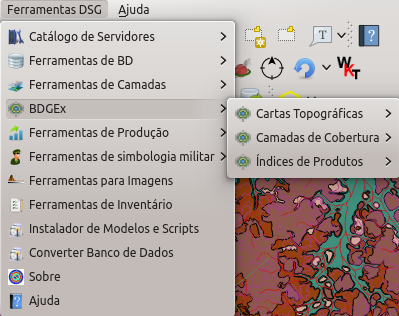 Ferramentas DSG Ajuda
Catálogo de Servidores
Ferramentas de BD
Ferramentas de Camadas
BDGEx
Ferramentas de Produção
Ferramentas de simbologia militar
Ferramentas para Imagens
Ferramentas de Inventário
Instalador de Modelos e Scripts
Converter Banco de Dados
Sobre
Ajuda
Cartas Topográficas
Camadas de Cobertura
Índices de Produtos
T
?
WKT